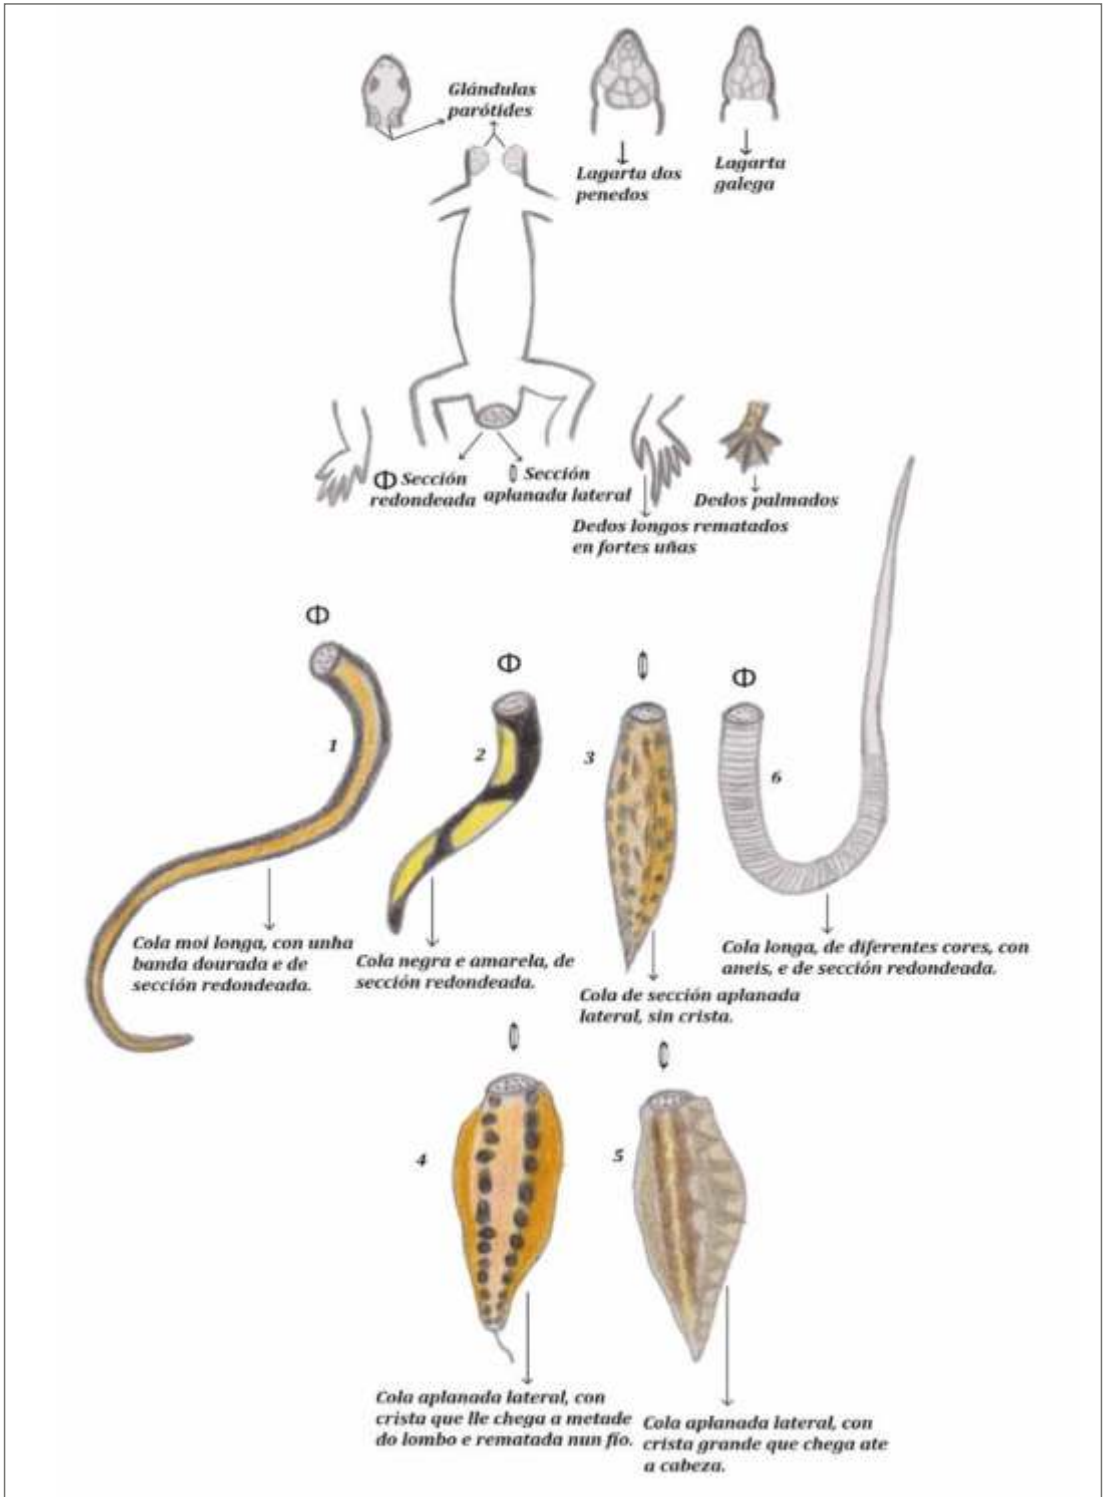 Glándulas
parótides
Lagarta dos
penedos
Lagarta
galega
Φ Sección
redondeada
Sección
aplanada lateral
Dedos longos rematados
en fortes uñas
Dedos palmados
Φ
1
Cola moi longa, con unha
banda dourada e de
sección redondeada.
Φ
2
Cola negra e amarela, de
sección redondeada.
3
Cola de sección aplanada
lateral, sin crista.
Φ
6
Cola longa, de diferentes cores, con
aneis, e de sección redondeada.
4
Cola aplanada lateral, con
crista que lle chega a metade
do lombo e rematada nun fío.
5
Cola aplanada lateral, con
crista grande que chega ate
a cabeza.